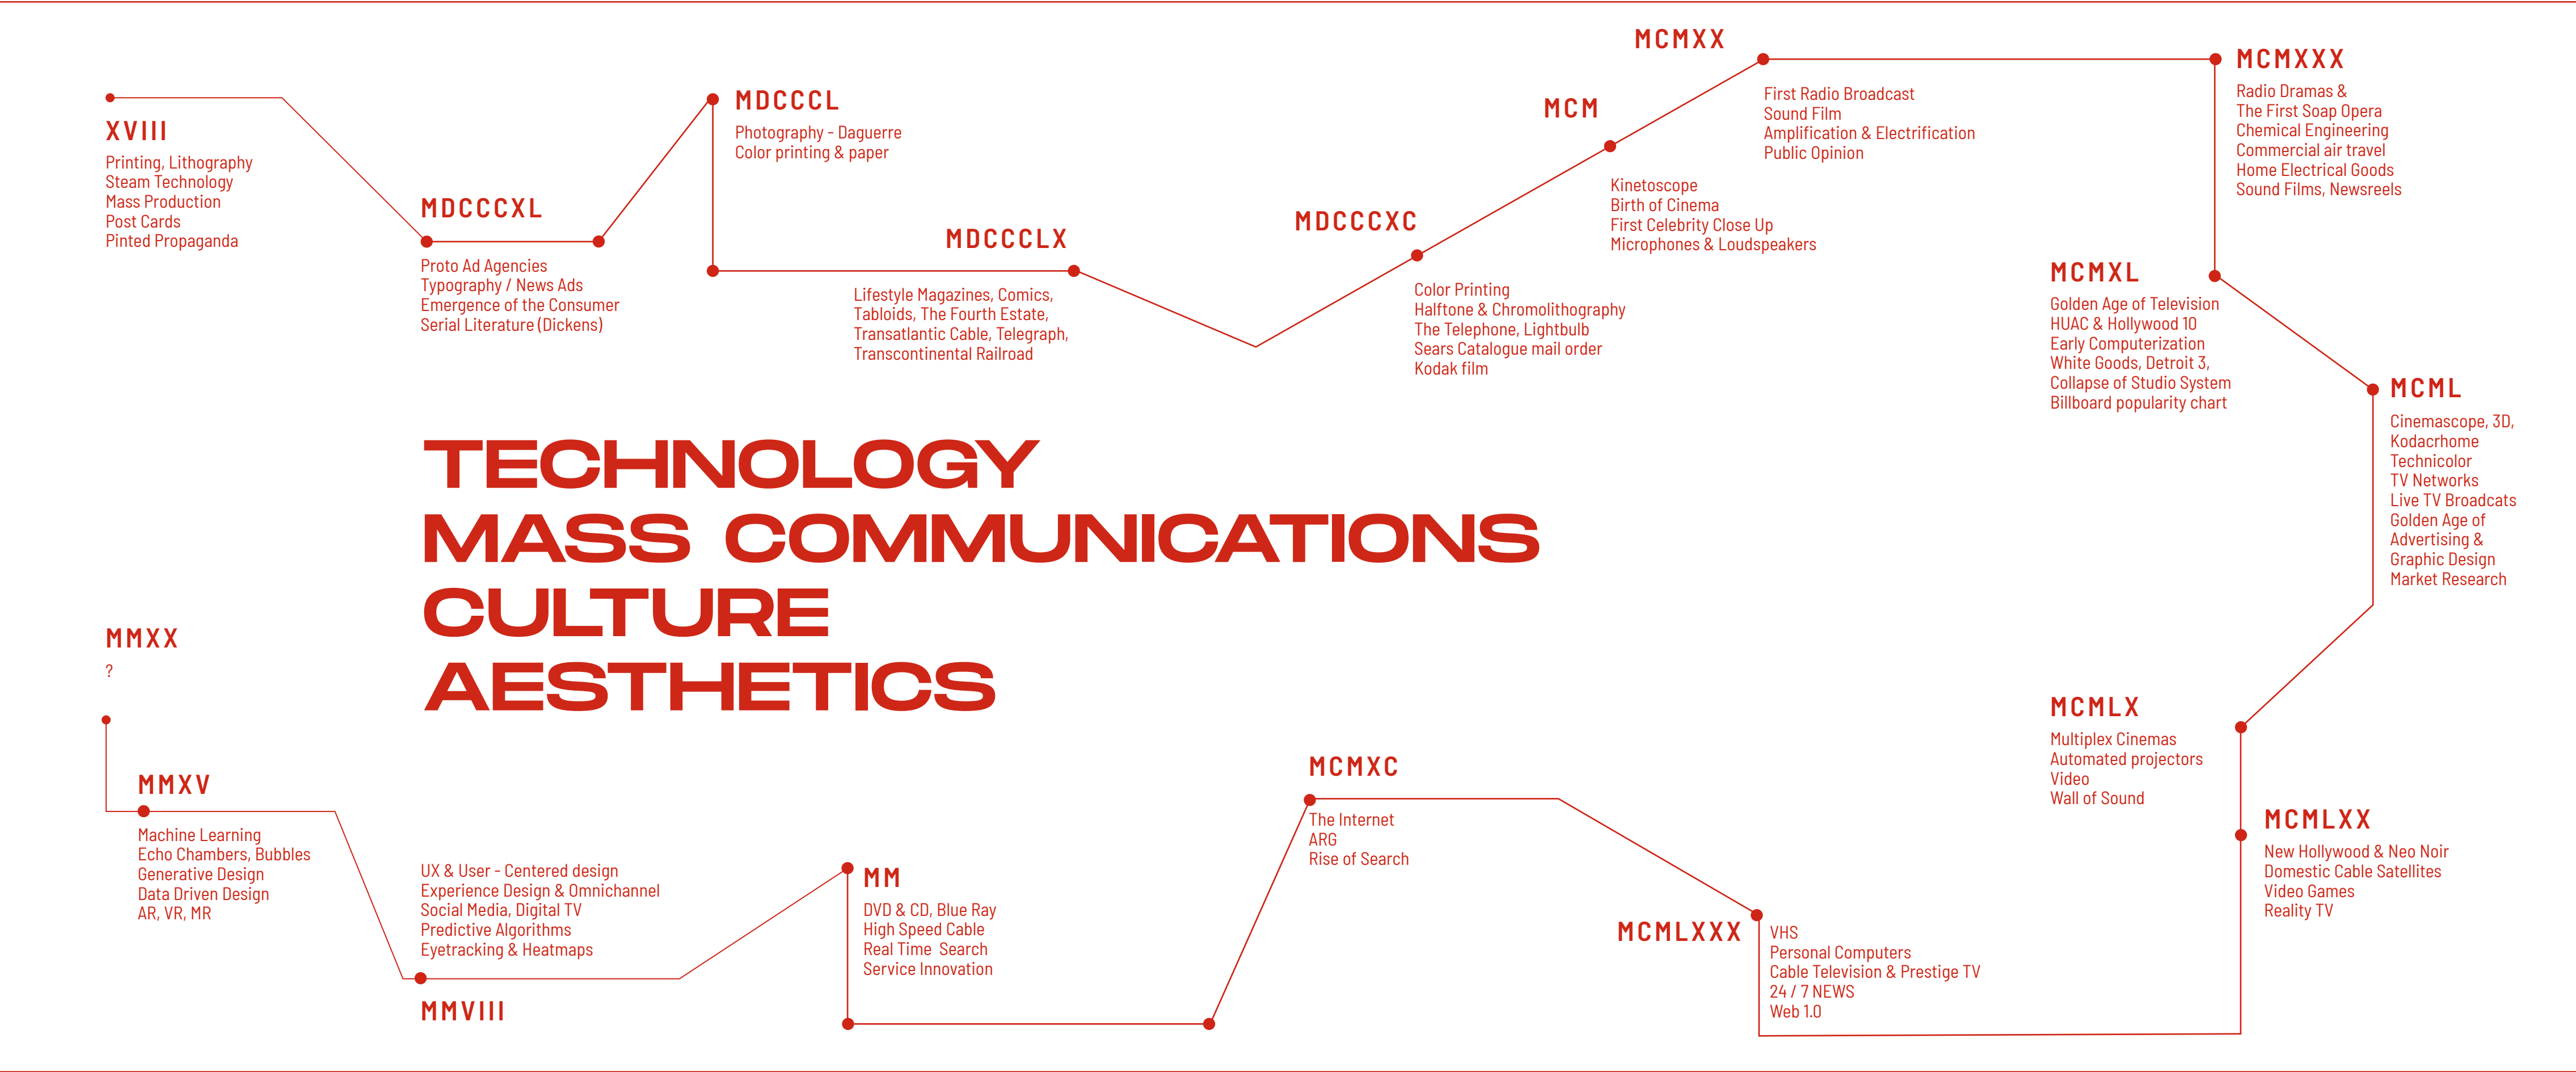 XVIII
Printing, Lithography
Steam Technology
Mass Production
Post Cards
Pinted Propaganda
MDCCCXL
Proto Ad Agencies
Typography / News Ads
Emergence of the Consumer
Serial Literature (Dickens)
MDCCCL
Photography - Daguerre
Color printing & paper
MDCCCLX
Lifestyle Magazines, Comics,
Tabloids, The Fourth Estate,
Transatlantic Cable, Telegraph,
Transcontinental Railroad
MDCCCXC
Color Printing
Halftone & Chromolithography
The Telephone, Lightbulb
Sears Catalogue mail order
Kodak film
MCM
Kinetoscope
Birth of Cinema
First Celebrity Close Up
Microphones & Loudspeakers
MCMXX
First Radio Broadcast
Sound Film
Amplification & Electrification
Public Opinion
MCMXXX
Radio Dramas &
The First Soap Opera
Chemical Engineering
Commercial air travel
Home Electrical Goods
Sound Films, Newsreels
MCMXL
Golden Age of Television
HUAC & Hollywood 10
Early Computerization
White Goods, Detroit 3,
Collapse of Studio System
Billboard popularity chart
MCML
Cinemascope, 3D,
Kodacrhome
Technicolor
TV Networks
Live TV Broadcats
Golden Age of
Advertising &
Graphic Design
Market Research
TECHNOLOGY
MASS COMMUNICATIONS
CULTURE
AESTHETICS
MCMLX
Multiplex Cinemas
Automated projectors
Video
Wall of Sound
MCMLXX
New Hollywood & Neo Noir
Domestic Cable Satellites
Video Games
Reality TV
MCMLXXX
VHS
Personal Computers
Cable Television & Prestige TV
24 / 7 NEWS
Web 1.0
MCMXC
The Internet
ARG
Rise of Search
MM
DVD & CD, Blue Ray
High Speed Cable
Real Time Search
Service Innovation
UX & User - Centered design
Experience Design & Omnichannel
Social Media, Digital TV
Predictive Algorithms
Eyetracking & Heatmaps
MMVIII
MMXV
Machine Learning
Echo Chambers, Bubbles
Generative Design
Data Driven Design
AR, VR, MR
MMXX
?